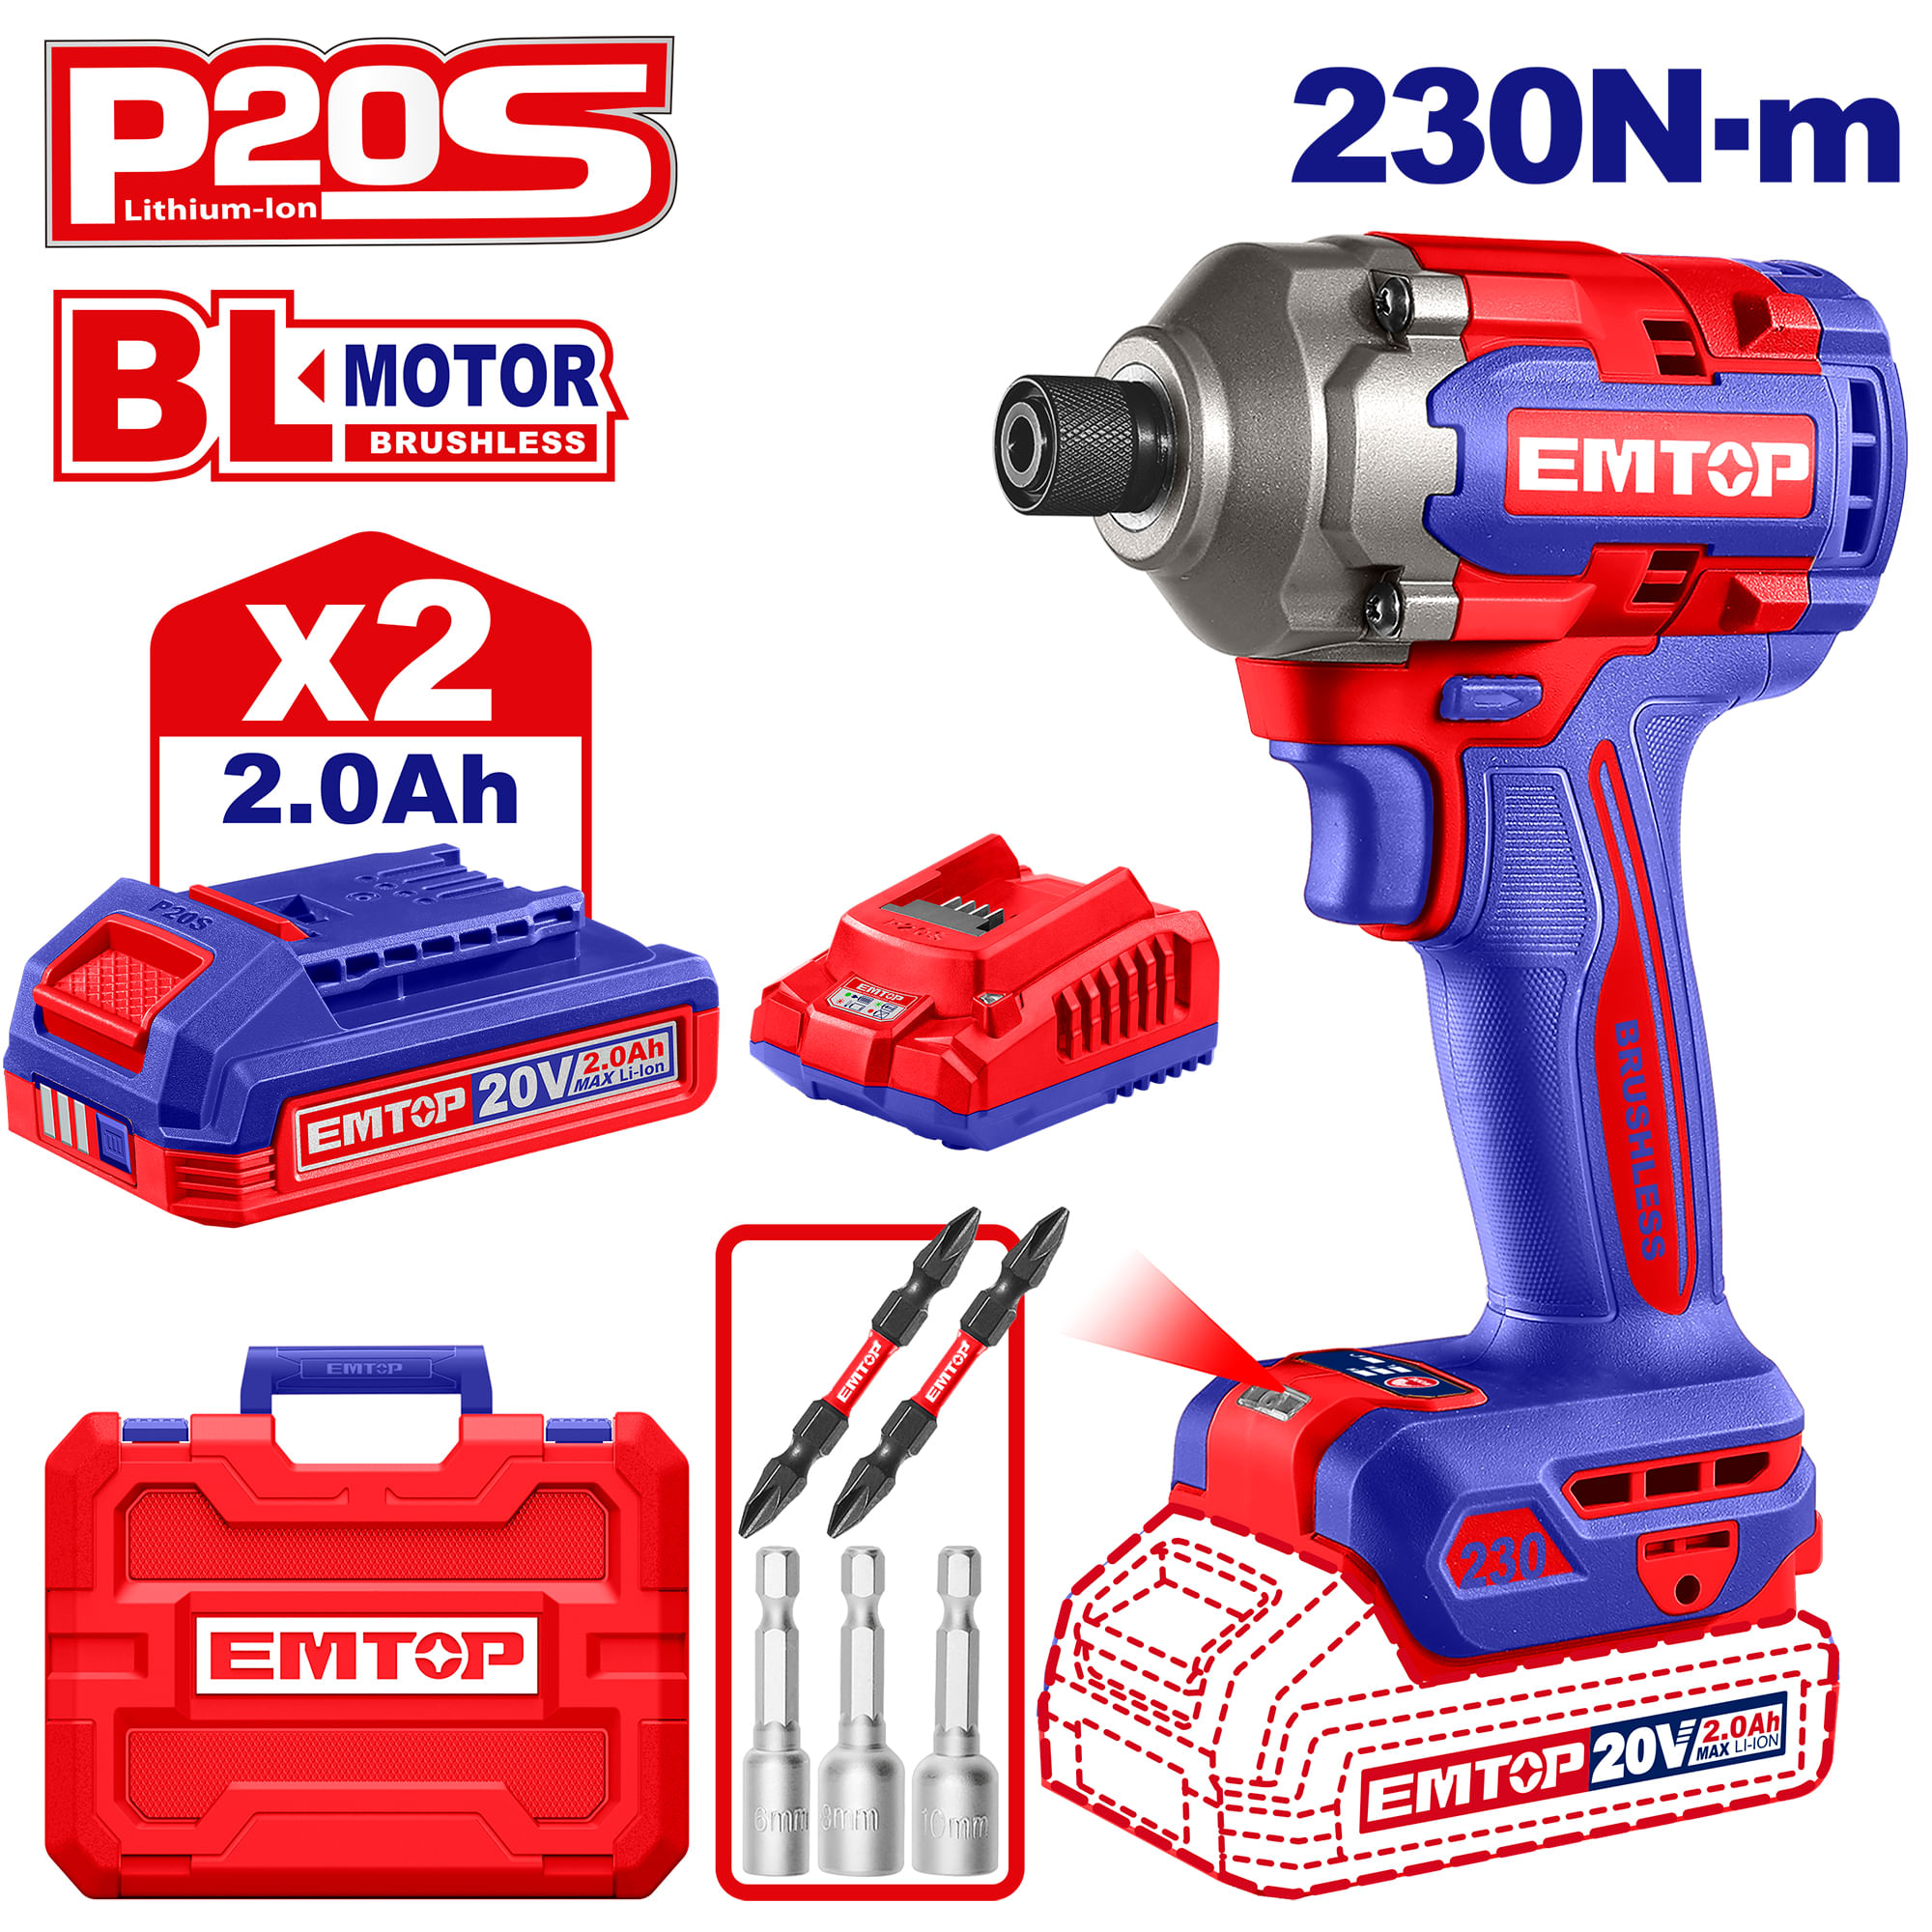 P20S
Lithium-Ion
230N·m
BL MOTOR
BRUSHLESS
EMTOP
x2
2.0Ah
P20S
EMTOP 20V 2.0Ah
MAX Li-Ion
EMTOP
BRUSHLESS
EMTOP
EMTOP
EMTOP
EMTOP
230
6mm
8mm
10mm
EMTOP 20V 2.0Ah
MAX LI-ION